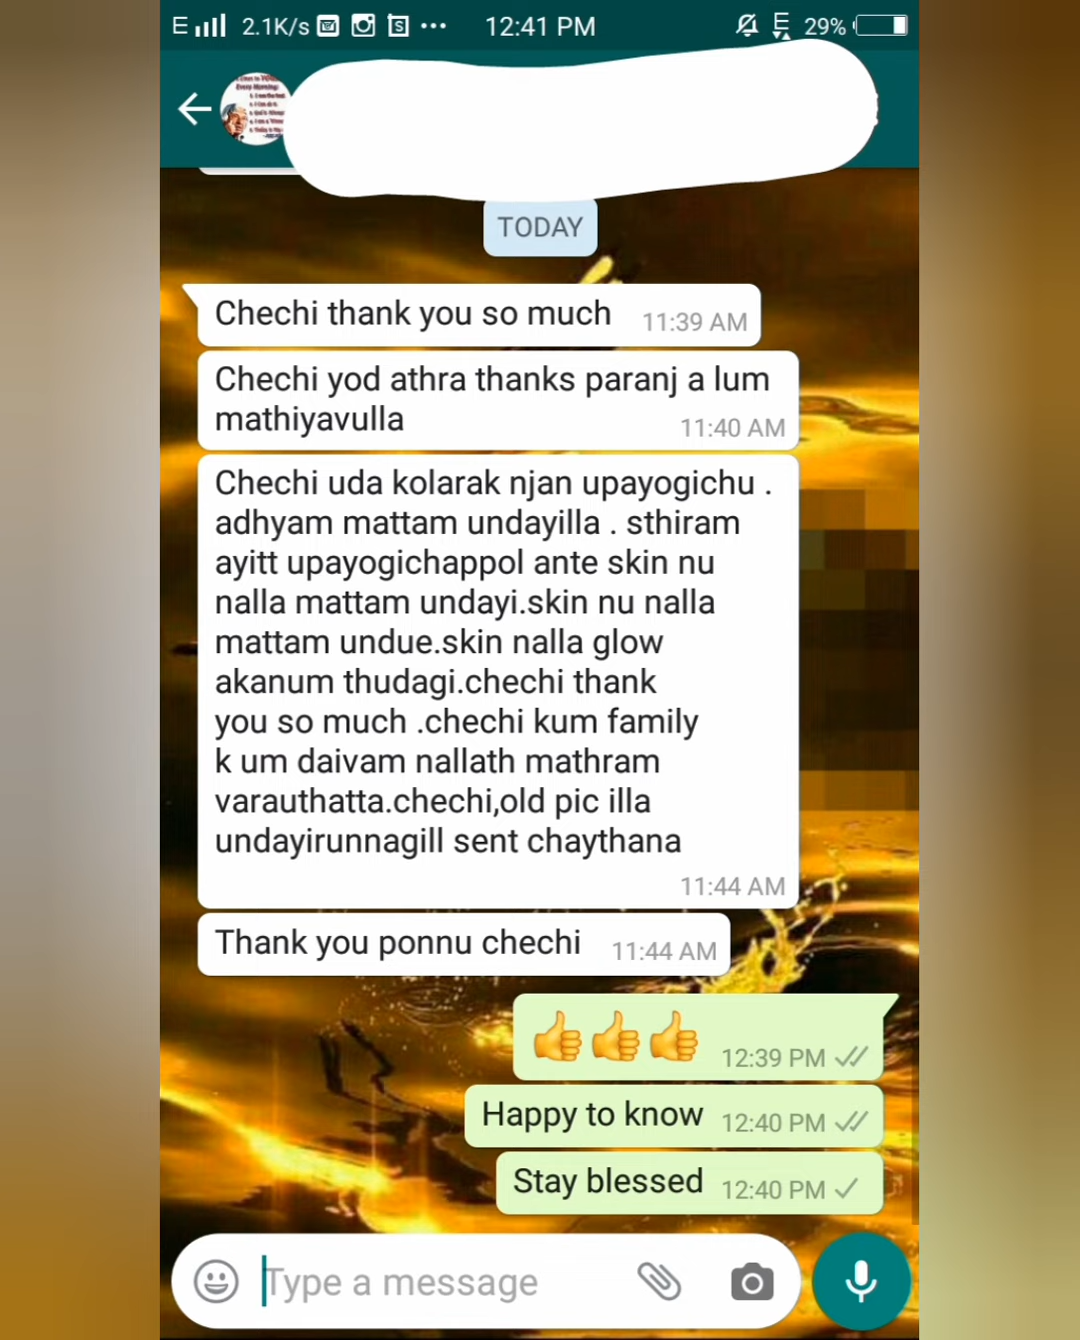 2.1K/s 12:41 PM 29%
TODAY
Chechi thank you so much 11:39 AM
Chechi yod athra thanks paranj a lum
mathiyavulla 11:40 AM
Chechi uda kolarak njan upayogichu .
adhyam mattam undayilla . sthiram
ayitt upayogichappol ante skin nu
nalla mattam undayi.skin nu nalla
mattam undue.skin nalla glow
akanum thudagi.chechi thank
you so much .chechi kum family
k um daivam nallath mathram
varauthatta.chechi,old pic illa
undayirunnagill sent chaythana
11:44 AM
Thank you ponnu chechi 11:44 AM
👍👍👍 12:39 PM
Happy to know 12:40 PM
Stay blessed 12:40 PM
Type a message